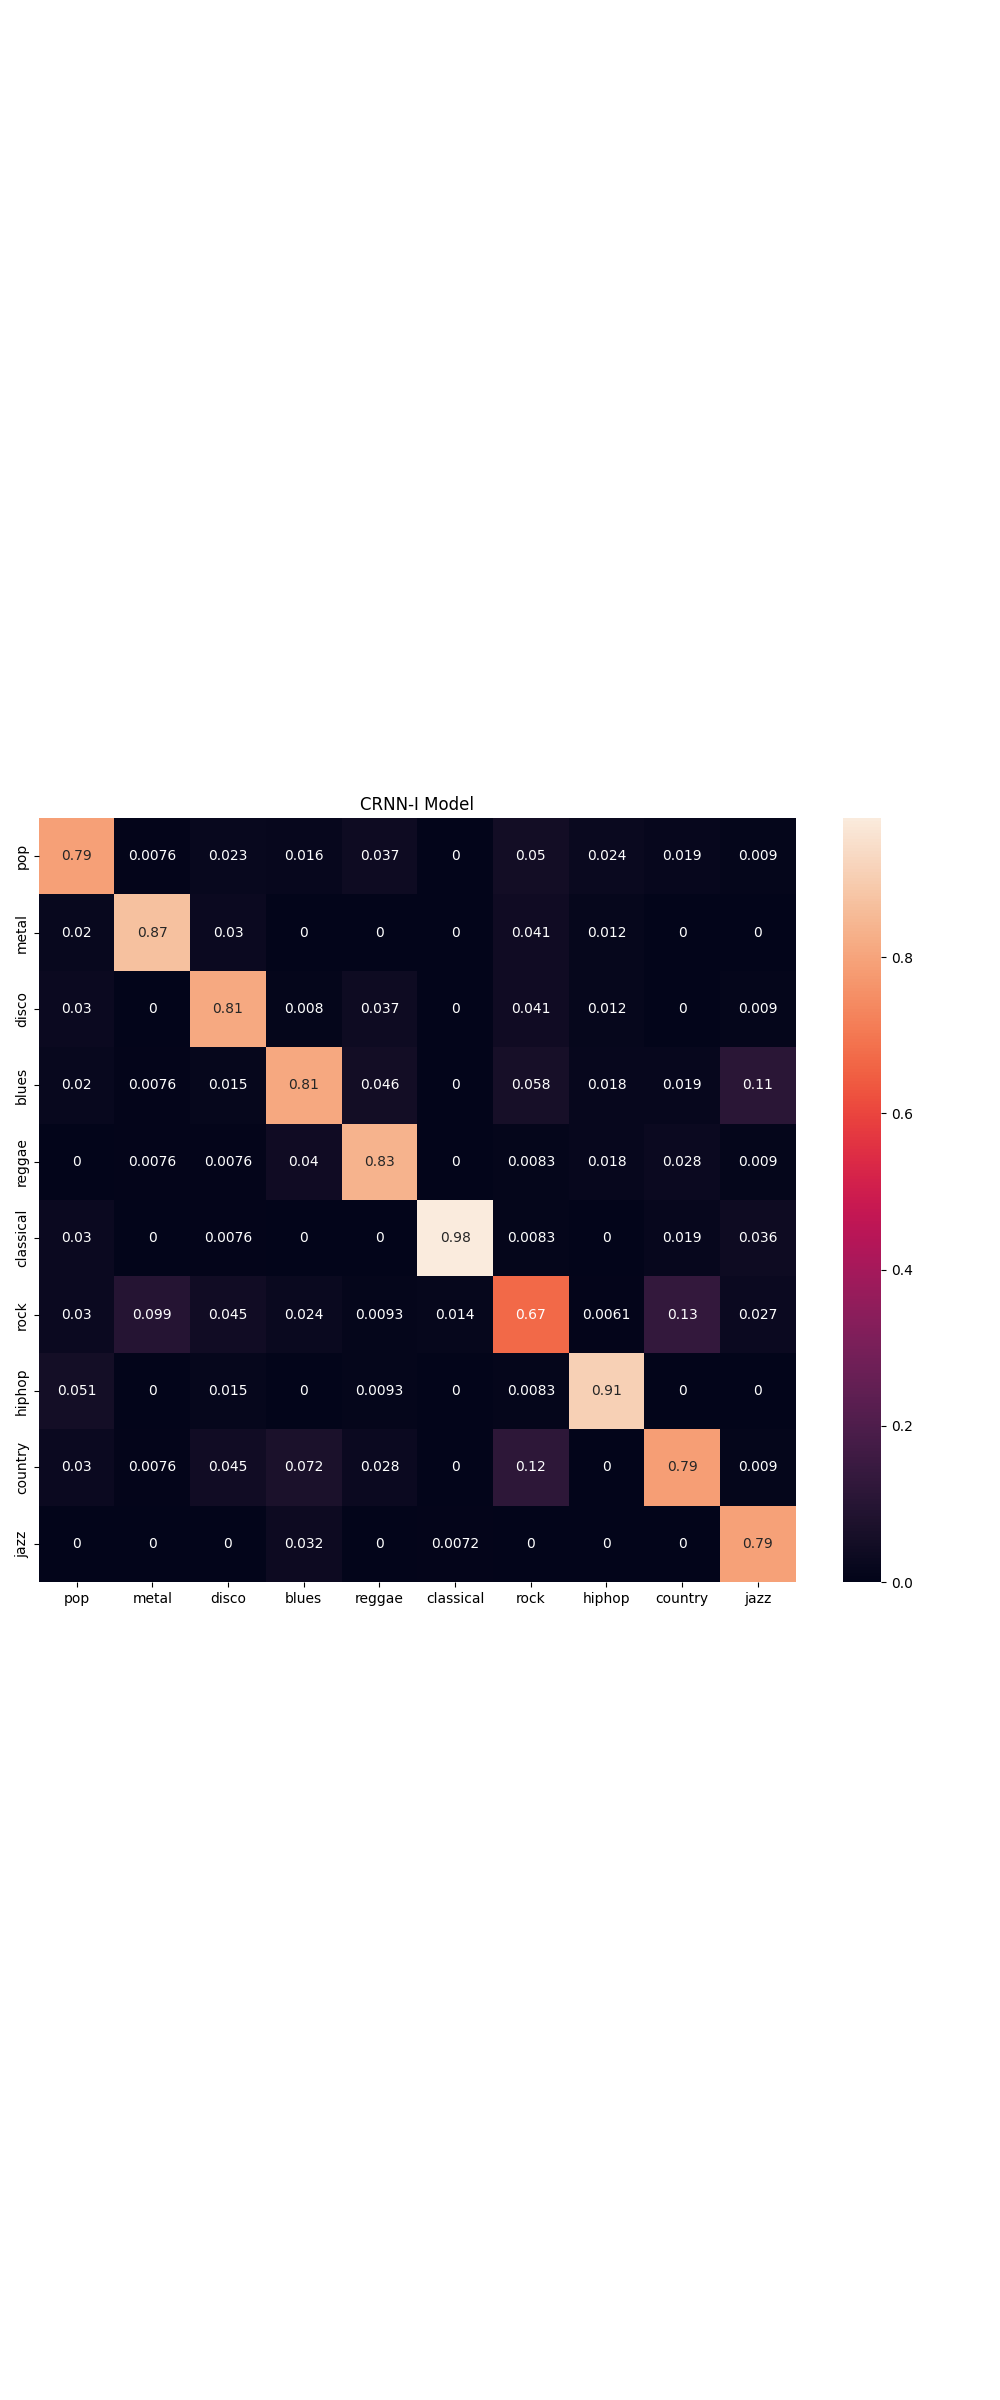 CRNN-I Model
pop 0.79 0.0076 0.023 0.016 0.037 0 0.05 0.024 0.019 0.009
metal 0.02 0.87 0.03 0 0 0 0.041 0.012 0 0
disco 0.03 0 0.81 0.008 0.037 0 0.041 0.012 0 0.009
blues 0.02 0.0076 0.015 0.81 0.046 0 0.058 0.018 0.019 0.11
reggae 0 0.0076 0.0076 0.04 0.83 0 0.0083 0.018 0.028 0.009
classical 0.03 0 0.0076 0 0 0.98 0.0083 0 0.019 0.036
rock 0.03 0.099 0.045 0.024 0.0093 0.014 0.67 0.0061 0.13 0.027
hiphop 0.051 0 0.015 0 0.0093 0 0.0083 0.91 0 0
country 0.03 0.0076 0.045 0.072 0.028 0 0.12 0 0.79 0.009
jazz 0 0 0 0.032 0 0.0072 0 0 0 0.79
pop metal disco blues reggae classical rock hiphop country jazz
0.8
0.6
0.4
0.2
0.0